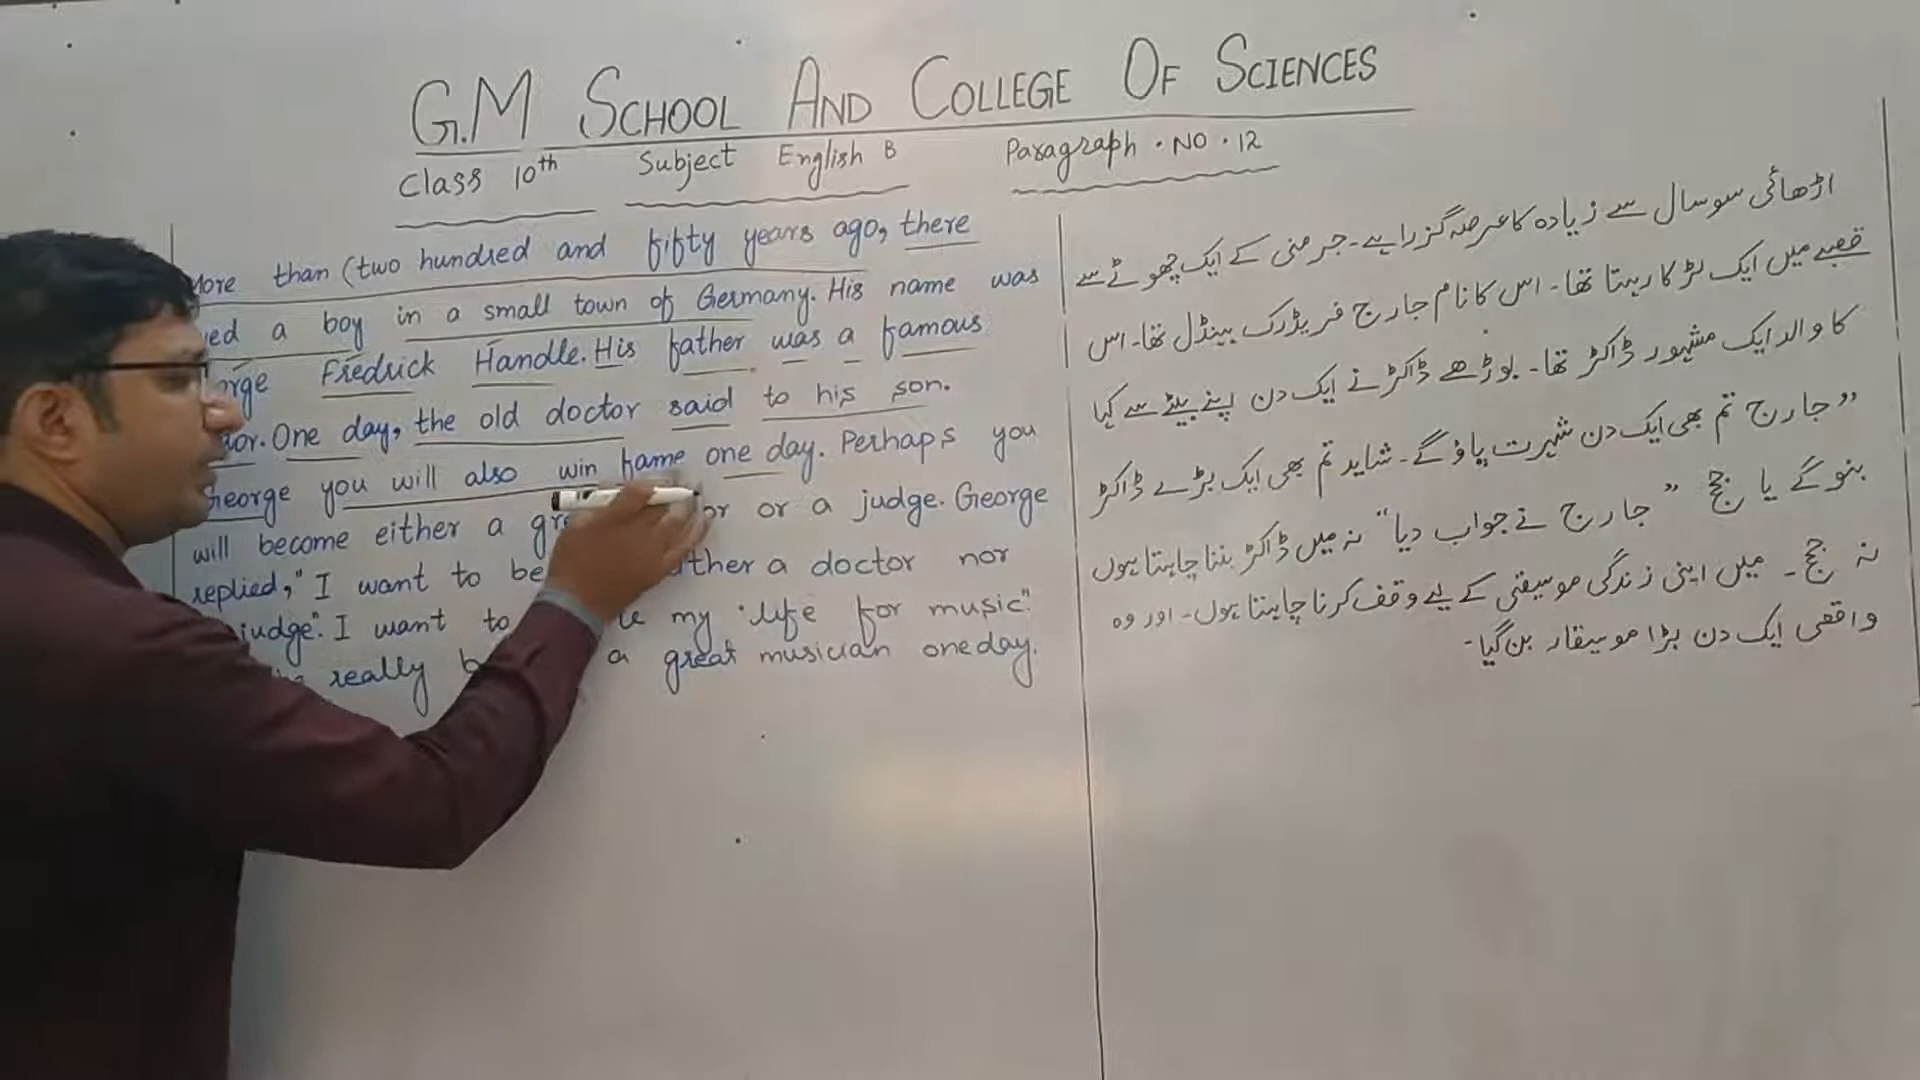 G.M SCHOOL AND COLLEGE OF SCIENCES
Class 10th Subject English B Paragraph . NO . 12
More than (two hundred and fifty years ago, there
a boy in a small town of Germany. His name was
Fredrick Handle. His father was a famous
One day, the old doctor said to his son.
George you will also win fame one day. Perhaps you
will become either a or a judge. George
replied," I want to be a doctor nor
judge". I want to my life for music".
really a great musician one day.
اڑھائی سو سال سے زیادہ کا عرصہ گزرا ہے۔ جرمنی کے ایک چھوٹے سے
قصبے میں ایک لڑکا رہتا تھا۔ اس کا نام جارج فریڈرک ہینڈل تھا۔ اس
کا والد ایک مشہور ڈاکٹر تھا۔ بوڑھے ڈاکٹر نے ایک دن اپنے بیٹے سے کہا
”جارج تم بھی ایک دن شہرت پاؤ گے۔ شاید تم بھی ایک بڑے ڈاکٹر
بنو گے یا جج ” جارج نے جواب دیا“ نہ میں ڈاکٹر بننا چاہتا ہوں
نہ جج۔ میں اپنی زندگی موسیقی کے لیے وقف کرنا چاہتا ہوں۔ اور وہ
واقعی ایک دن بڑا موسیقار بن گیا۔